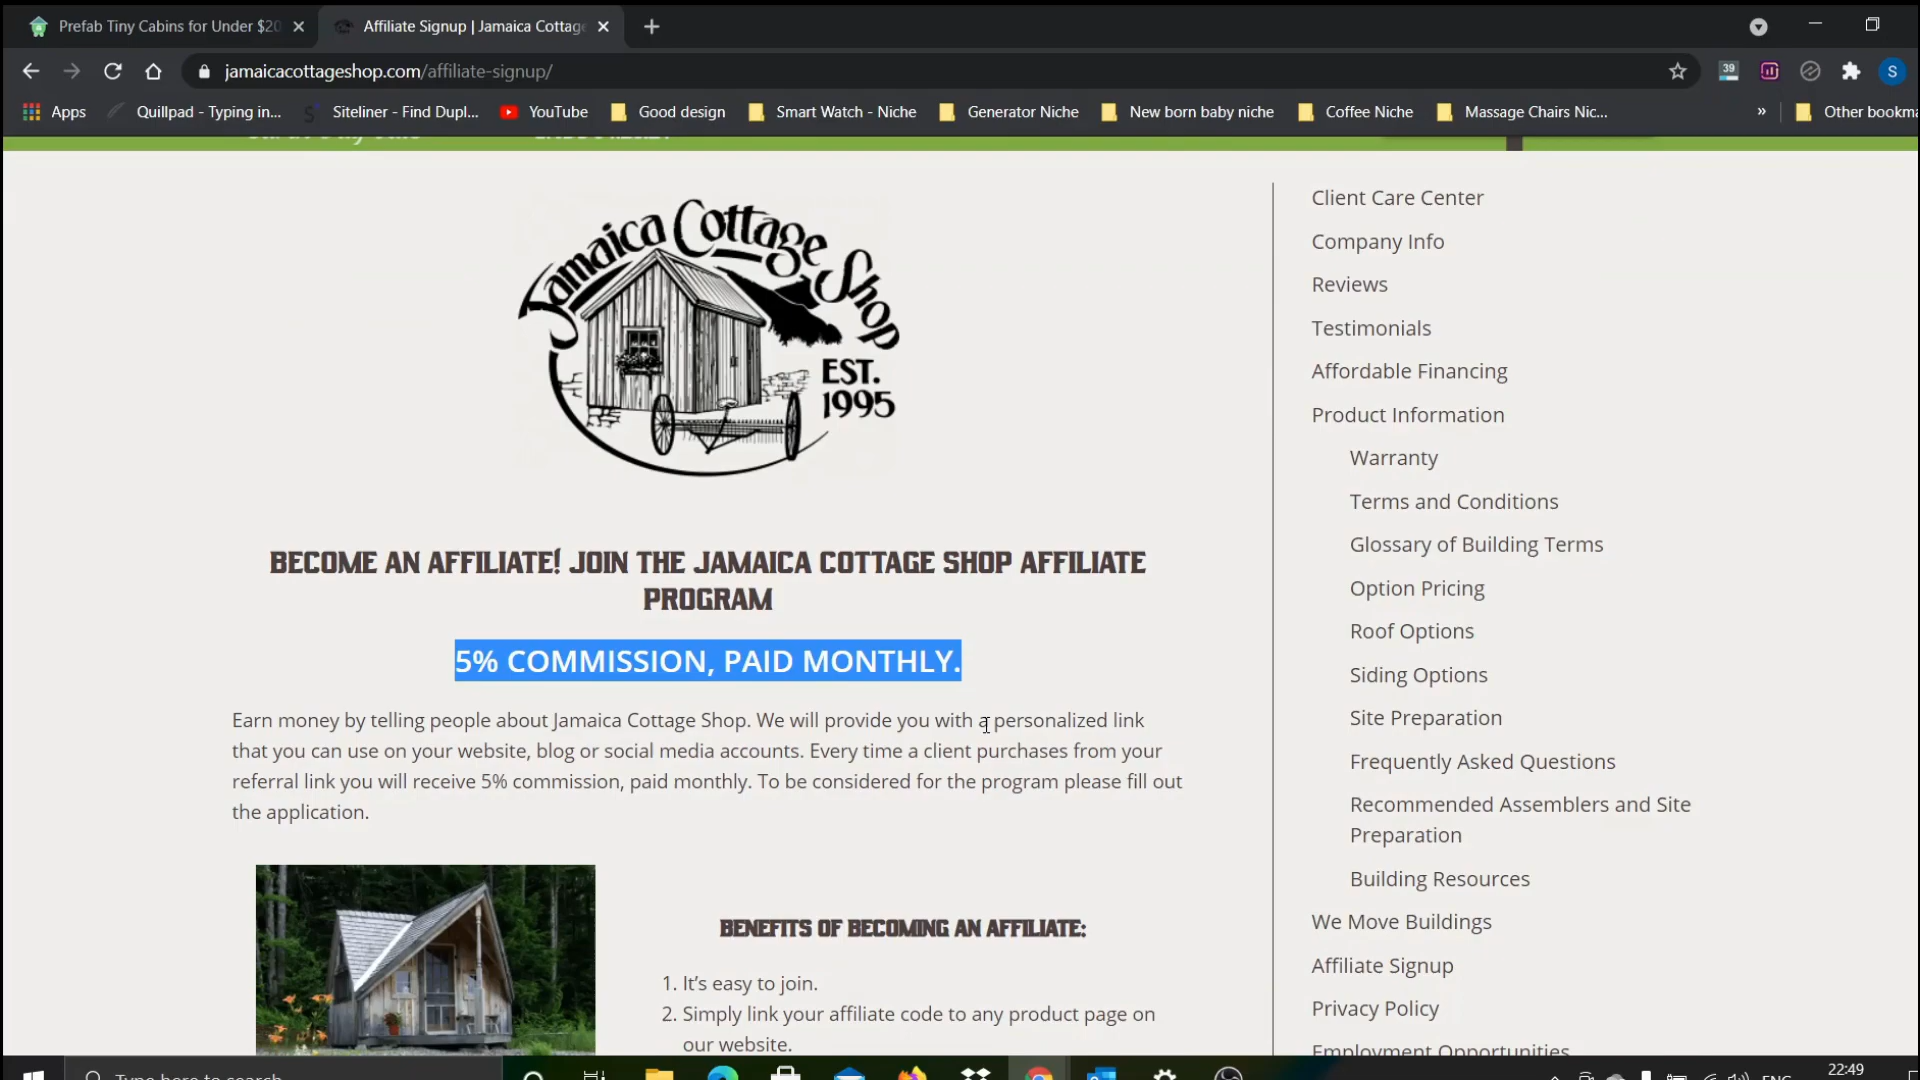 Prefab Tiny Cabins for Under $20
Affiliate Signup | Jamaica Cottage
jamaicacottageshop.com/affiliate-signup/
39
S
Apps
Quillpad - Typing in...
Siteliner - Find Dupl...
YouTube
Good design
Smart Watch - Niche
Generator Niche
New born baby niche
Coffee Niche
Massage Chairs Nic...
»
Other bookma
Jamaica Cottage Shop
EST.
1995
BECOME AN AFFILIATE! JOIN THE JAMAICA COTTAGE SHOP AFFILIATE
PROGRAM
5% COMMISSION, PAID MONTHLY.
Earn money by telling people about Jamaica Cottage Shop. We will provide you with a personalized link
that you can use on your website, blog or social media accounts. Every time a client purchases from your
referral link you will receive 5% commission, paid monthly. To be considered for the program please fill out
the application.
BENEFITS OF BECOMING AN AFFILIATE:
1. It's easy to join.
2. Simply link your affiliate code to any product page on
our website.
Client Care Center
Company Info
Reviews
Testimonials
Affordable Financing
Product Information
Warranty
Terms and Conditions
Glossary of Building Terms
Option Pricing
Roof Options
Siding Options
Site Preparation
Frequently Asked Questions
Recommended Assemblers and Site
Preparation
Building Resources
We Move Buildings
Affiliate Signup
Privacy Policy
Employment Opportunities
Type here to search
ENG
22:49